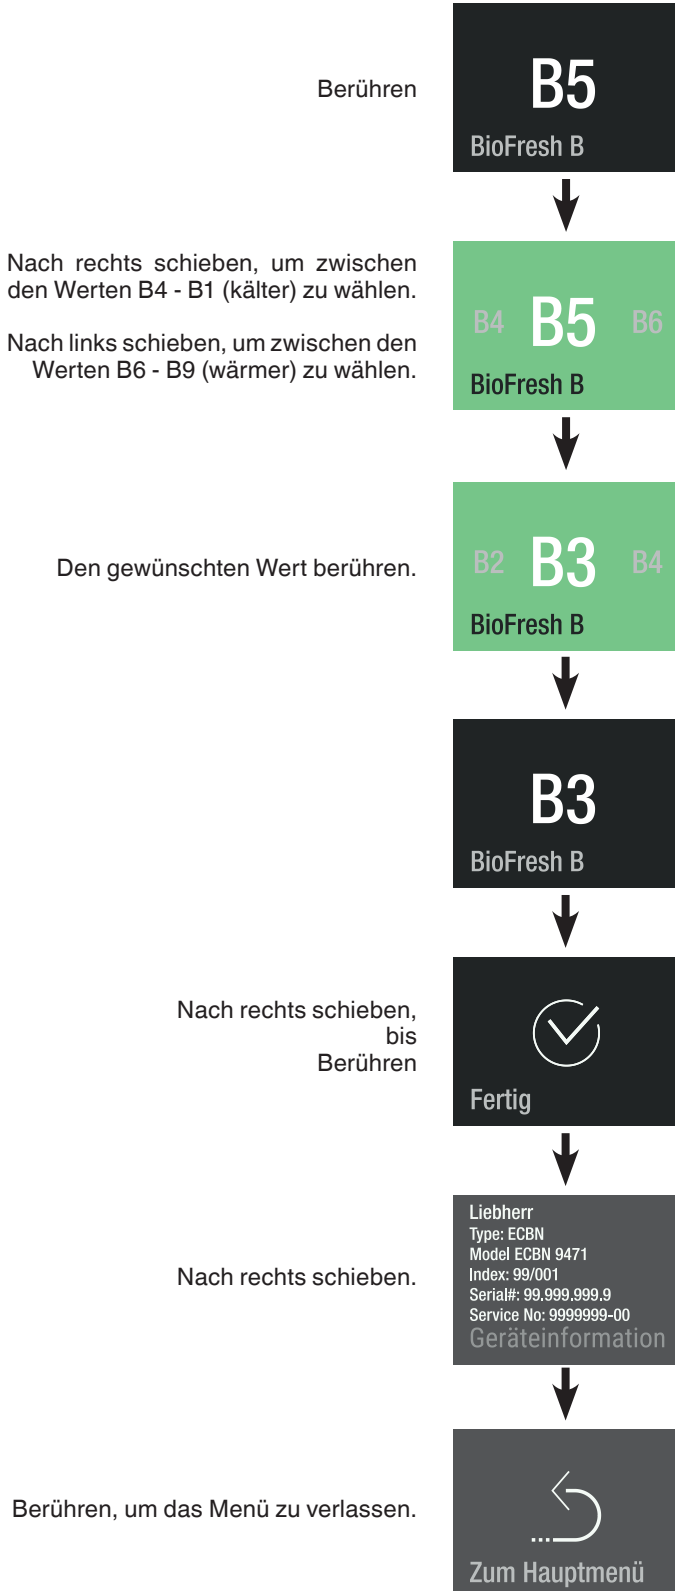 Berühren
B5
BioFresh B
Nach rechts schieben, um zwischen
den Werten B4 - B1 (kälter) zu wählen.
Nach links schieben, um zwischen den
Werten B6 - B9 (wärmer) zu wählen.
B4 B5 B6
BioFresh B
Den gewünschten Wert berühren.
B2 B3 B4
BioFresh B
B3
BioFresh B
Nach rechts schieben,
bis
Berühren
Fertig
Nach rechts schieben.
Liebherr
Type: ECBN
Model ECBN 9471
Index: 99/001
Serial#: 99.999.999.9
Service No: 9999999-00
Geräteinformation
Berühren, um das Menü zu verlassen.
Zum Hauptmenü